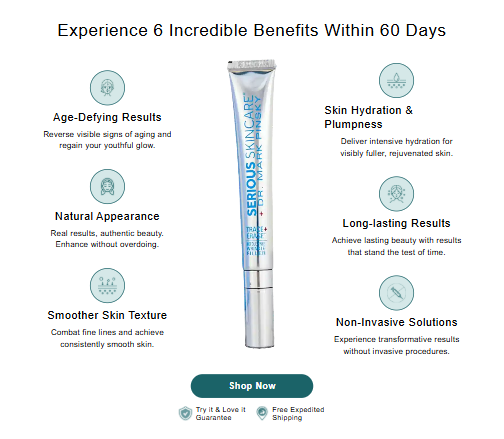 Experience 6 Incredible Benefits Within 60 Days
Age-Defying Results
Reverse visible signs of aging and
regain your youthful glow.
Natural Appearance
Real results, authentic beauty.
Enhance without overdoing.
Smoother Skin Texture
Combat fine lines and achieve
consistently smooth skin.
SERIOUS SKINCARE
+ DR. MARK PINSKY
Skin Hydration &
Plumpness
Deliver intensive hydration for
visibly fuller, rejuvenated skin.
Long-lasting Results
Achieve lasting beauty with results
that stand the test of time.
Non-Invasive Solutions
Experience transformative results
without invasive procedures.
Shop Now
Try it & Love it
Guarantee
Free Expedited
Shipping